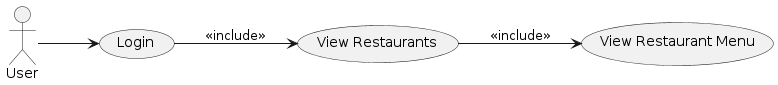 User
Login
«include»
View Restaurants
«include»
View Restaurant Menu